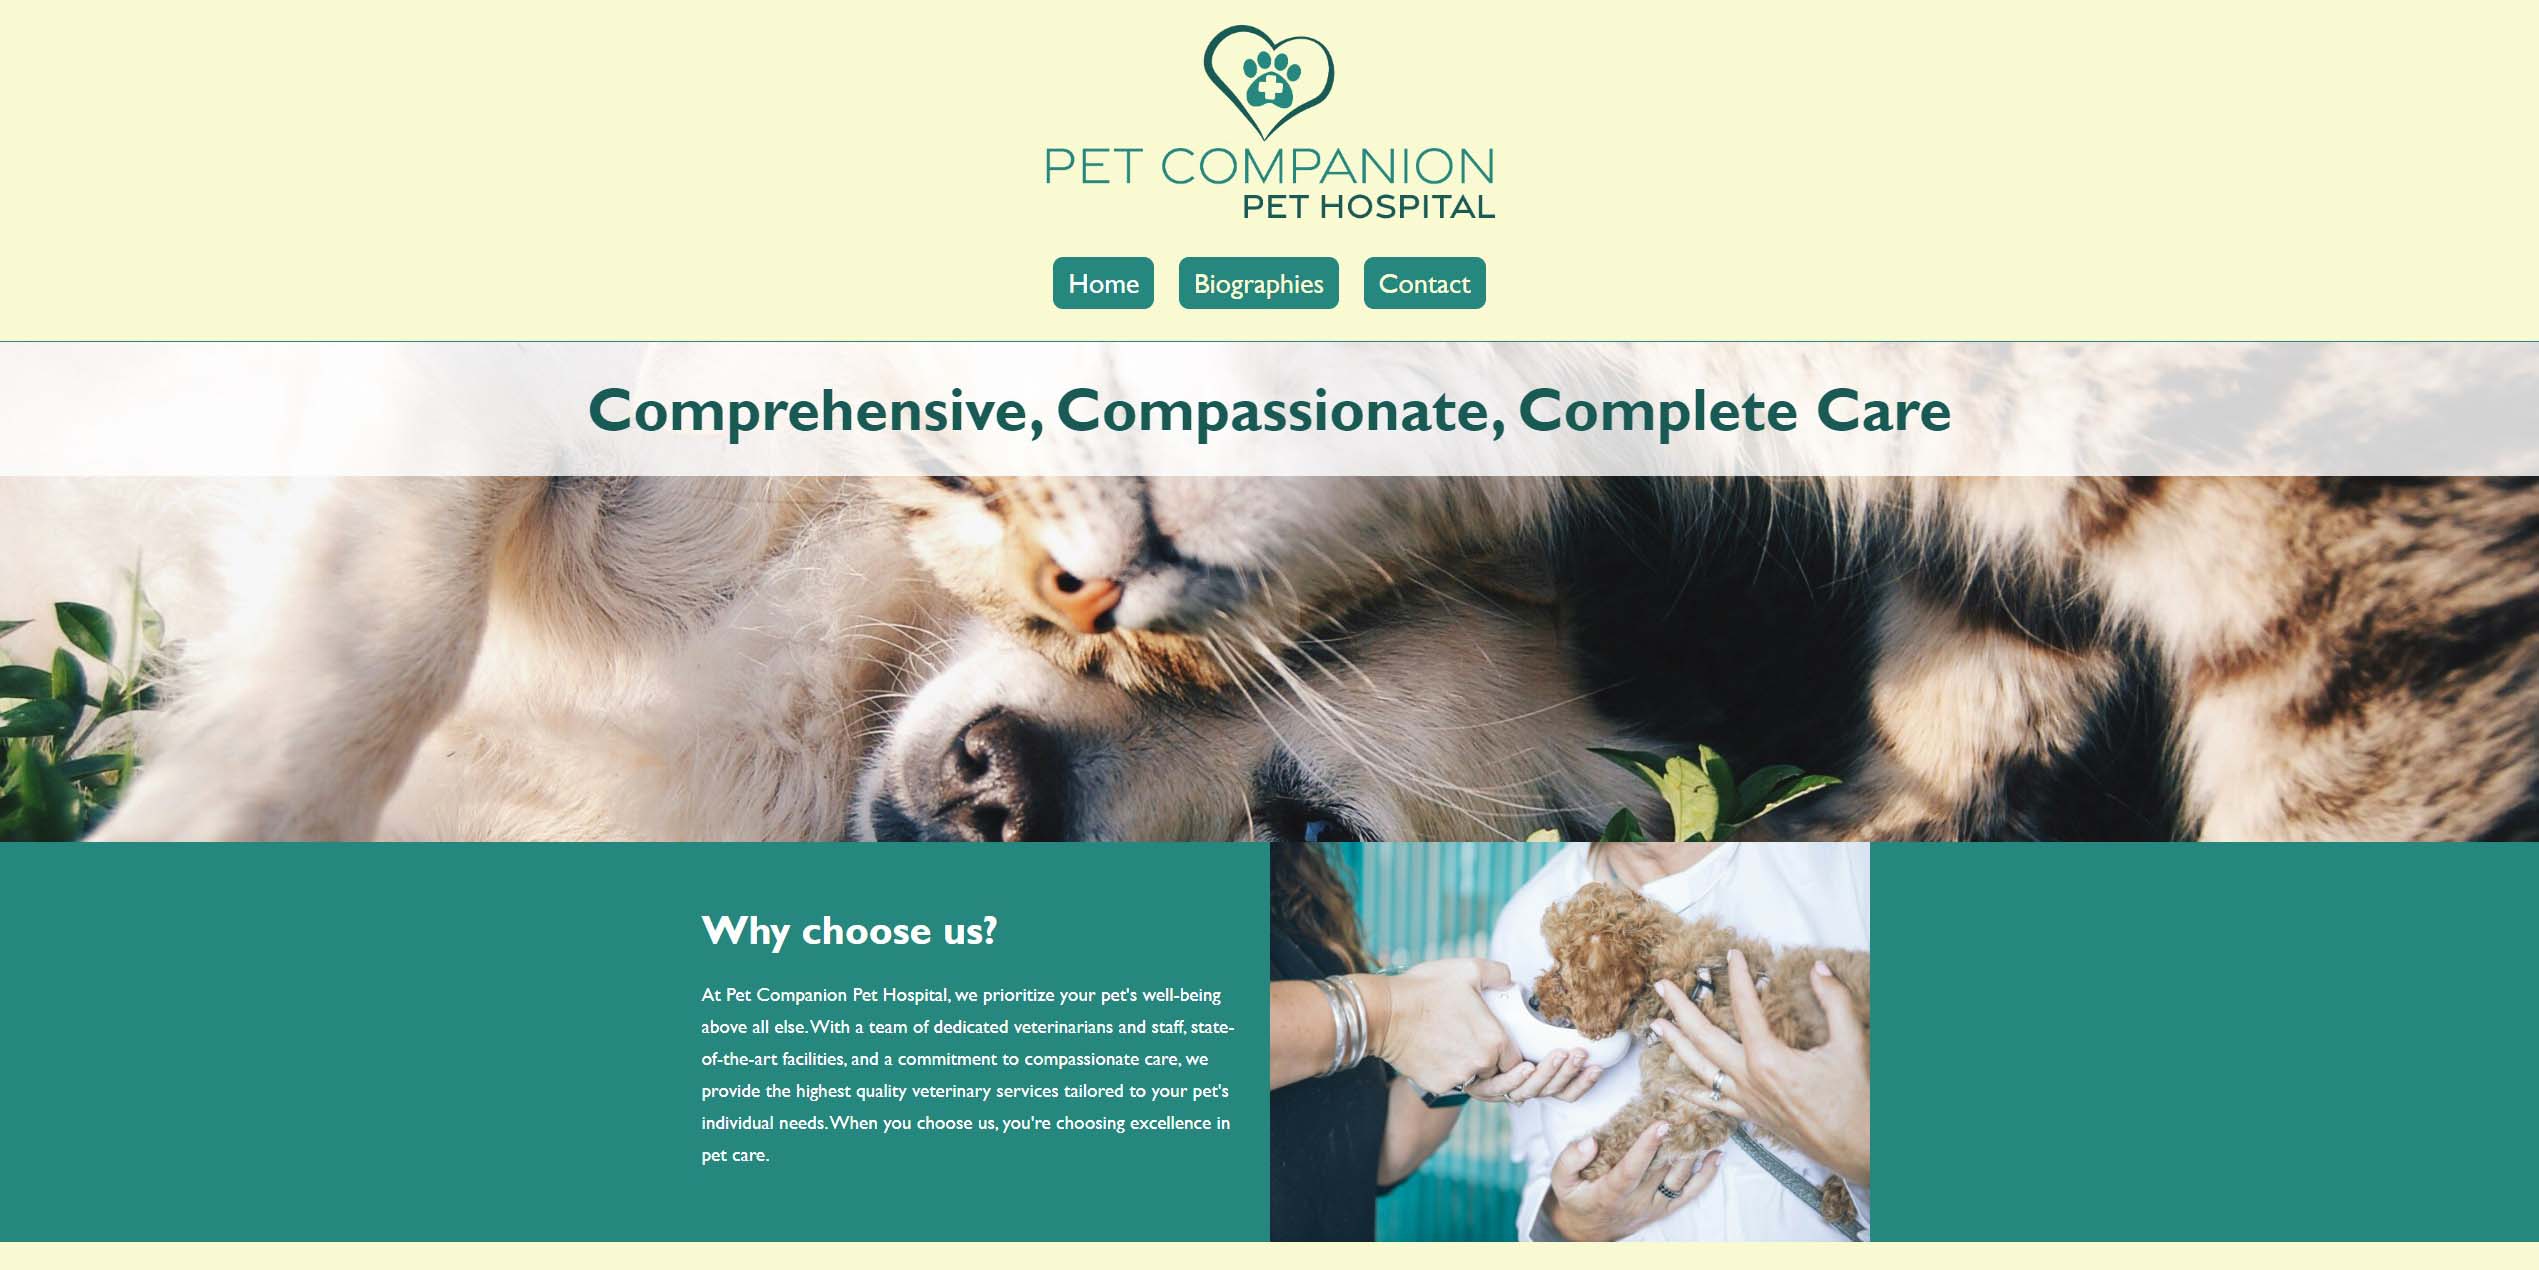 PET COMPANION
PET HOSPITAL
Home Biographies Contact
Comprehensive, Compassionate, Complete Care
Why choose us?
At Pet Companion Pet Hospital, we prioritize your pet's well-being
above all else. With a team of dedicated veterinarians and staff, state-
of-the-art facilities, and a commitment to compassionate care, we
provide the highest quality veterinary services tailored to your pet's
individual needs. When you choose us, you're choosing excellence in
pet care.